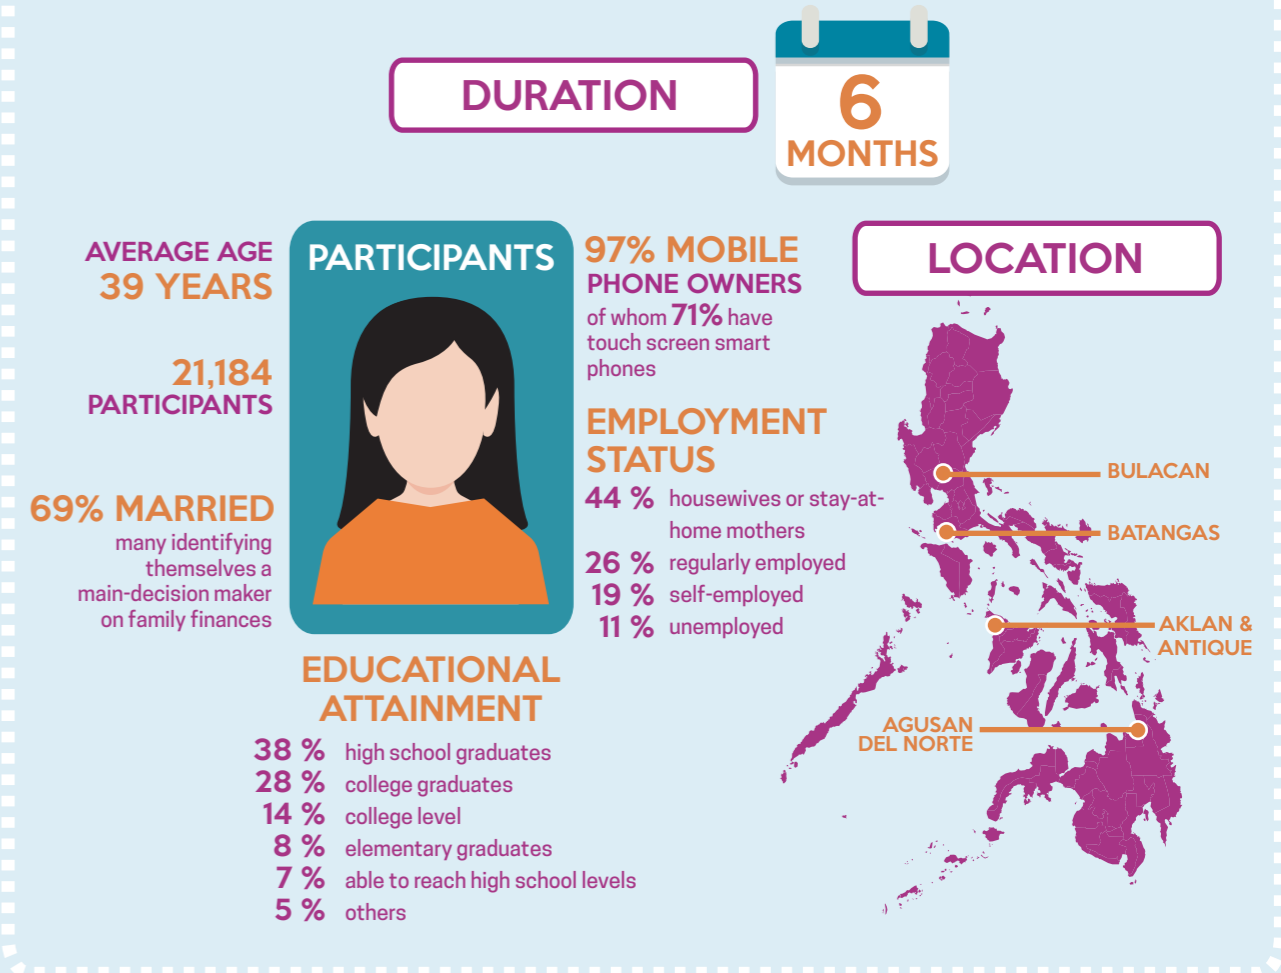 DURATION
6
MONTHS
AVERAGE AGE
39 YEARS
21,184
PARTICIPANTS
69% MARRIED
many identifying
themselves a
main-decision maker
on family finances
PARTICIPANTS
97% MOBILE
PHONE OWNERS
of whom 71% have
touch screen smart
phones
EMPLOYMENT
STATUS
44 % housewives or stay-at-
home mothers
26 % regularly employed
19 % self-employed
11 % unemployed
EDUCATIONAL
ATTAINMENT
38 % high school graduates
28 % college graduates
14 % college level
8 % elementary graduates
7 % able to reach high school levels
5 % others
LOCATION
BULACAN
BATANGAS
AKLAN &
ANTIQUE
AGUSAN
DEL NORTE